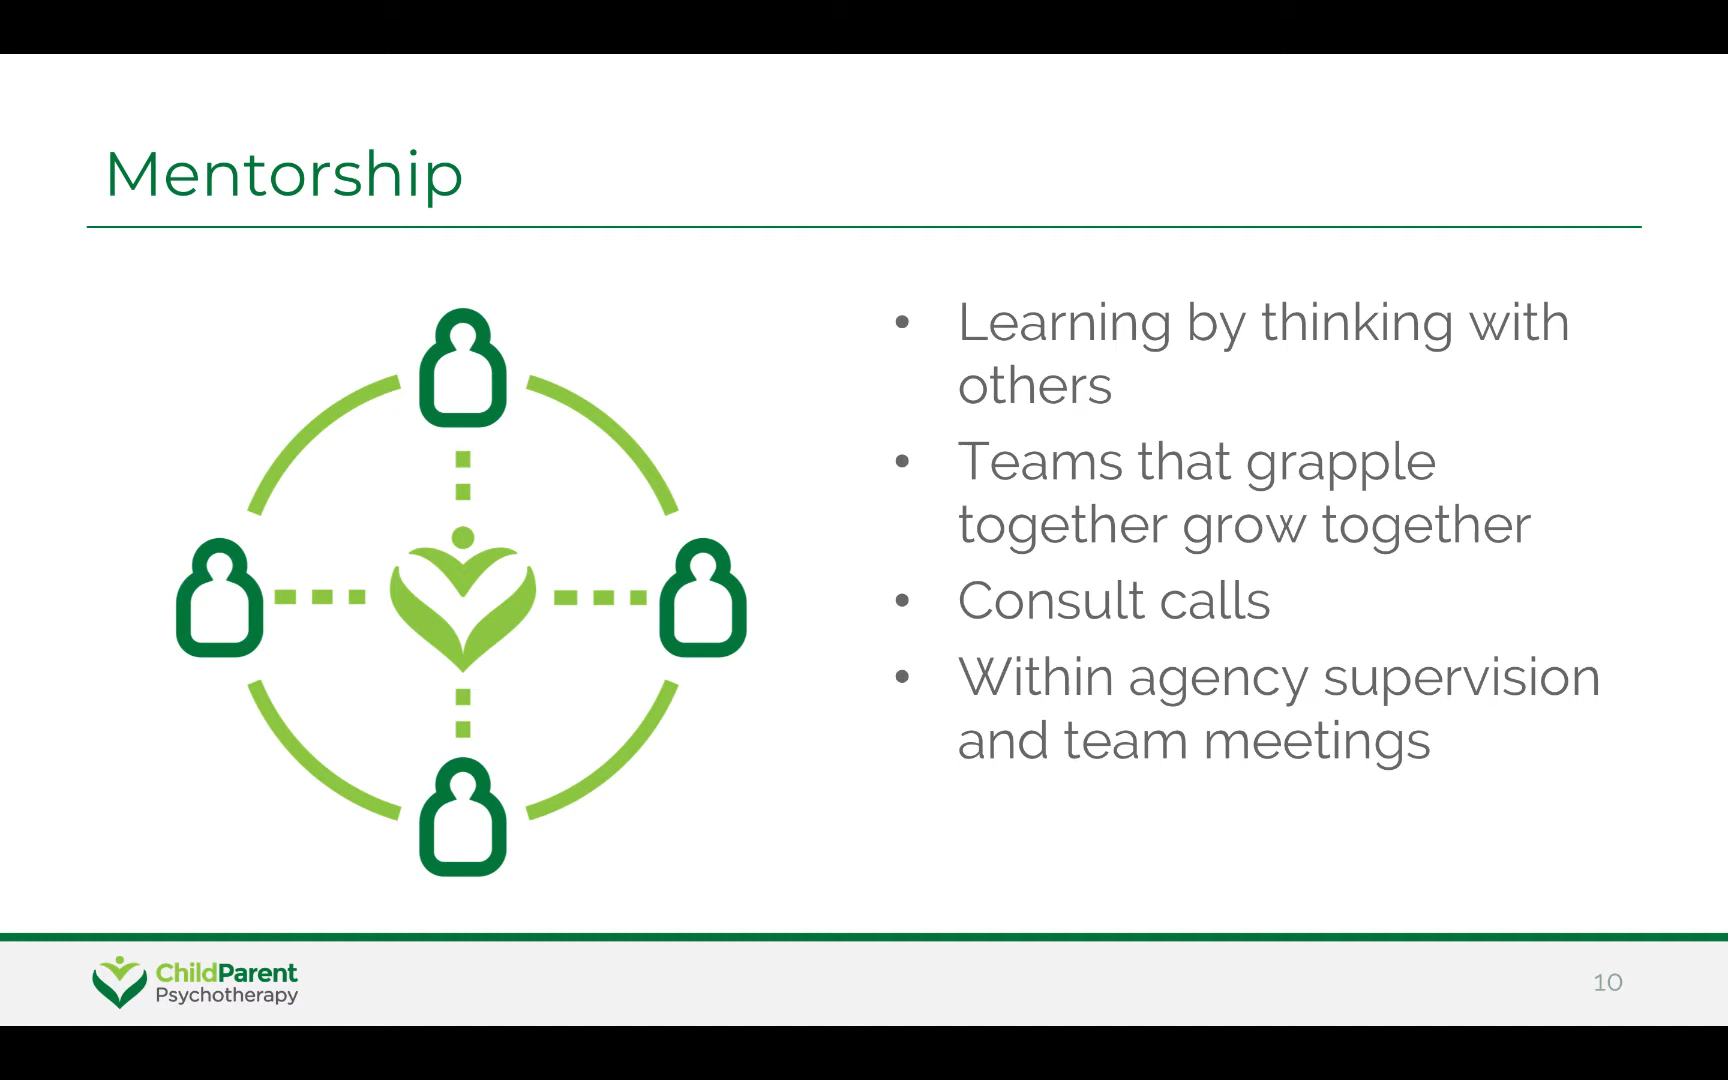 Mentorship
• Learning by thinking with
others
• Teams that grapple
together grow together
• Consult calls
• Within agency supervision
and team meetings
ChildParent
Psychotherapy
10